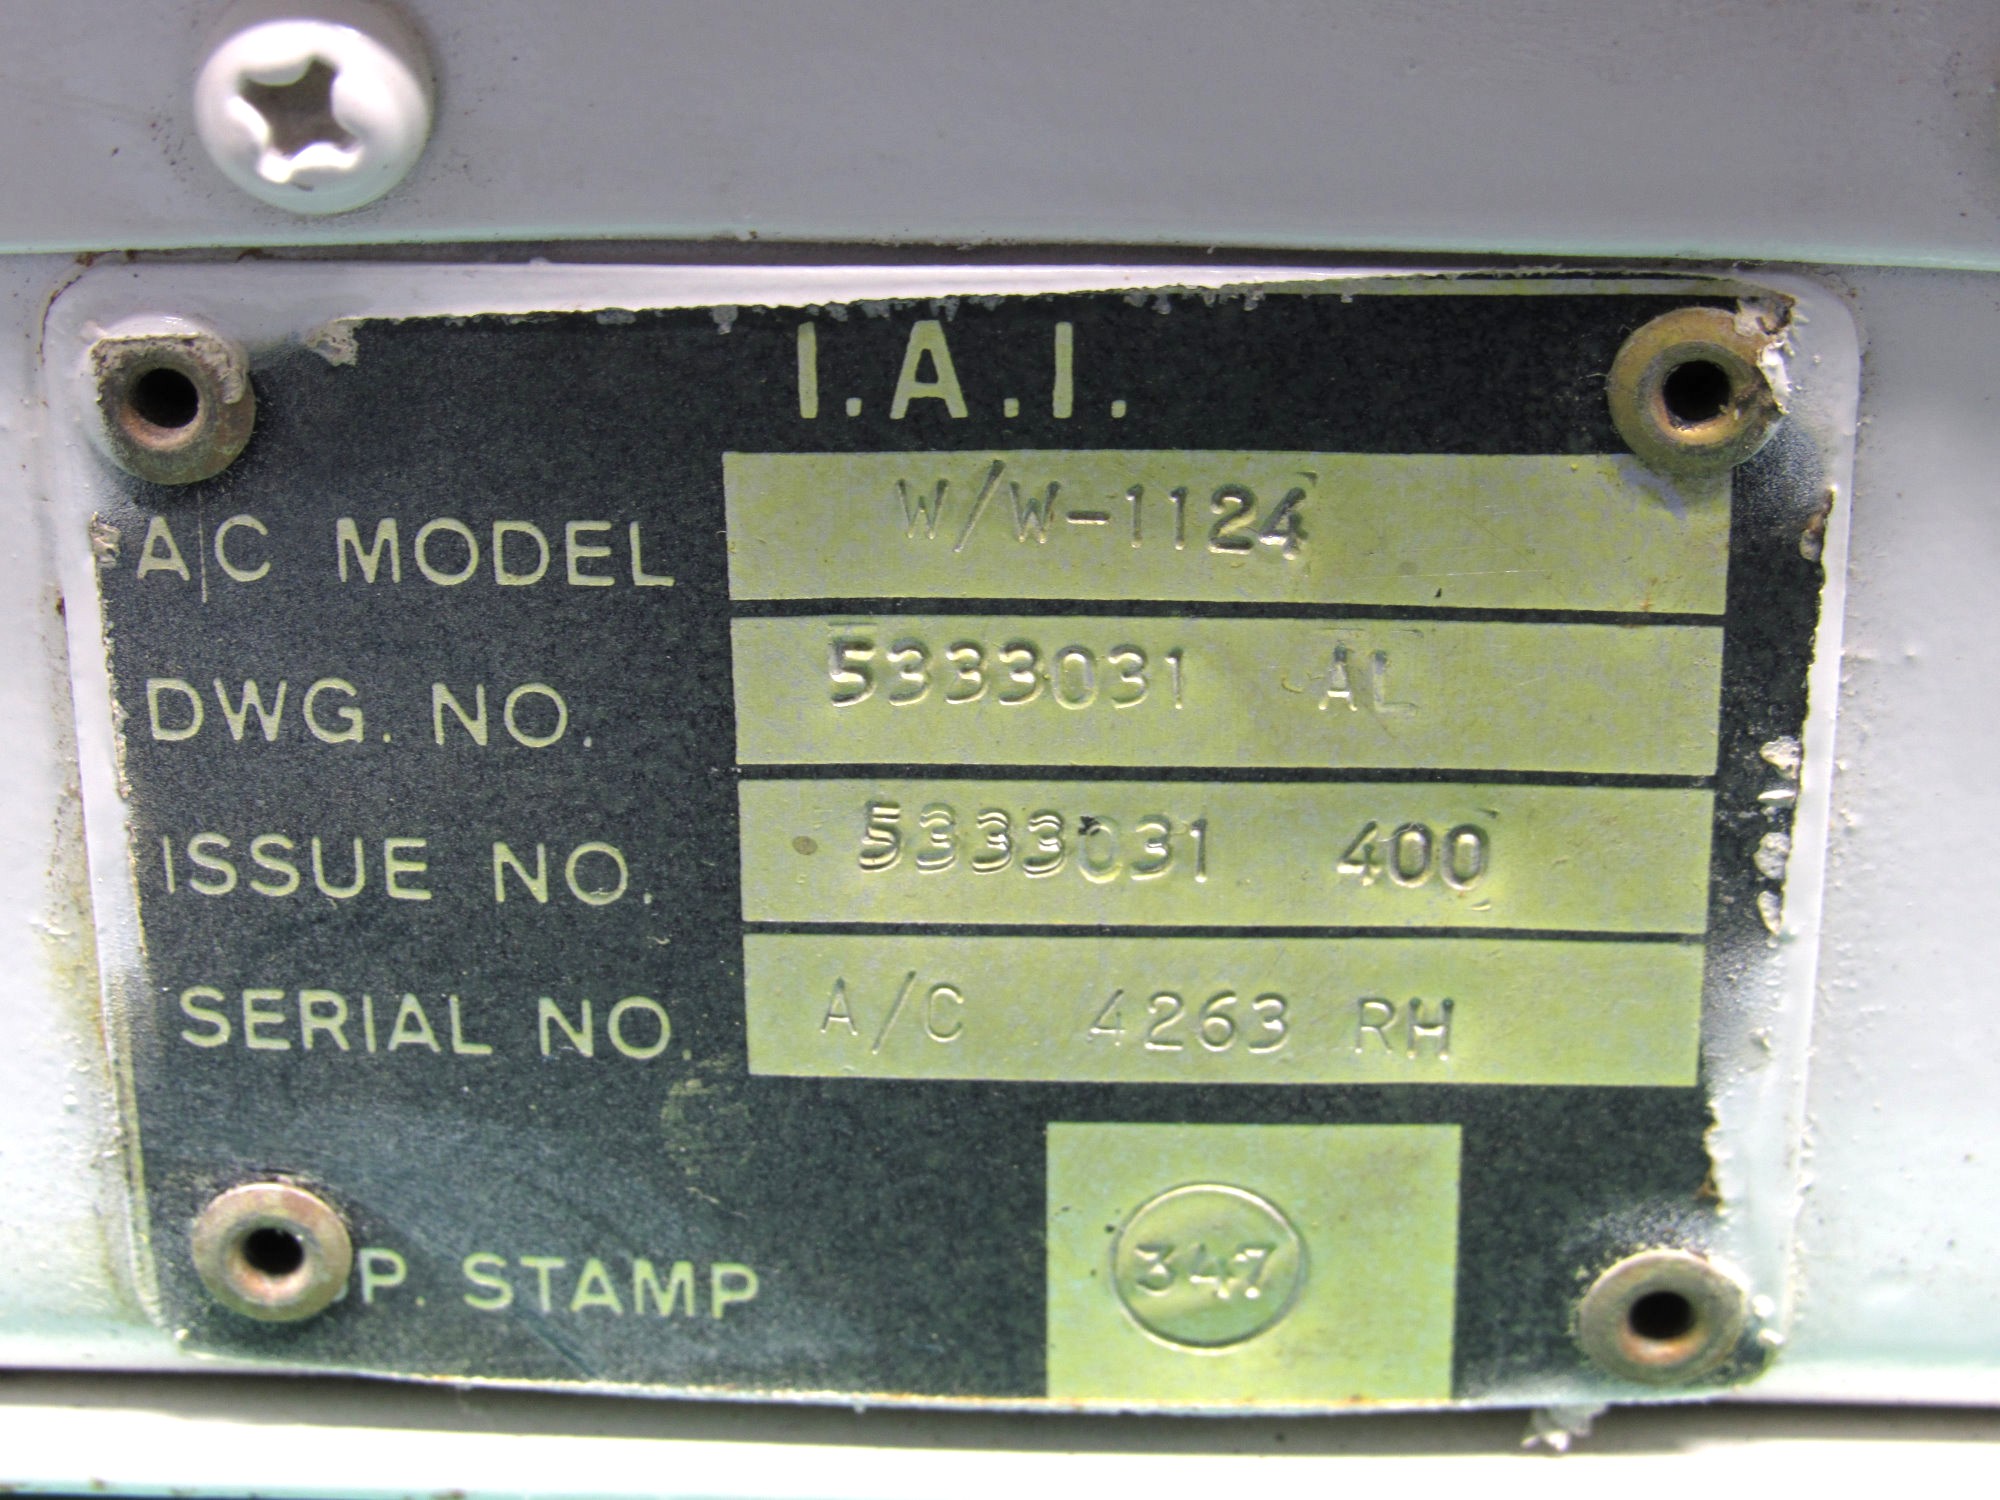 I.A.I.
A/C MODEL W/W-1124
DWG. NO. 5333031 AL
ISSUE NO. 5333031 400
SERIAL NO. A/C 4263 RH
STAMP 347